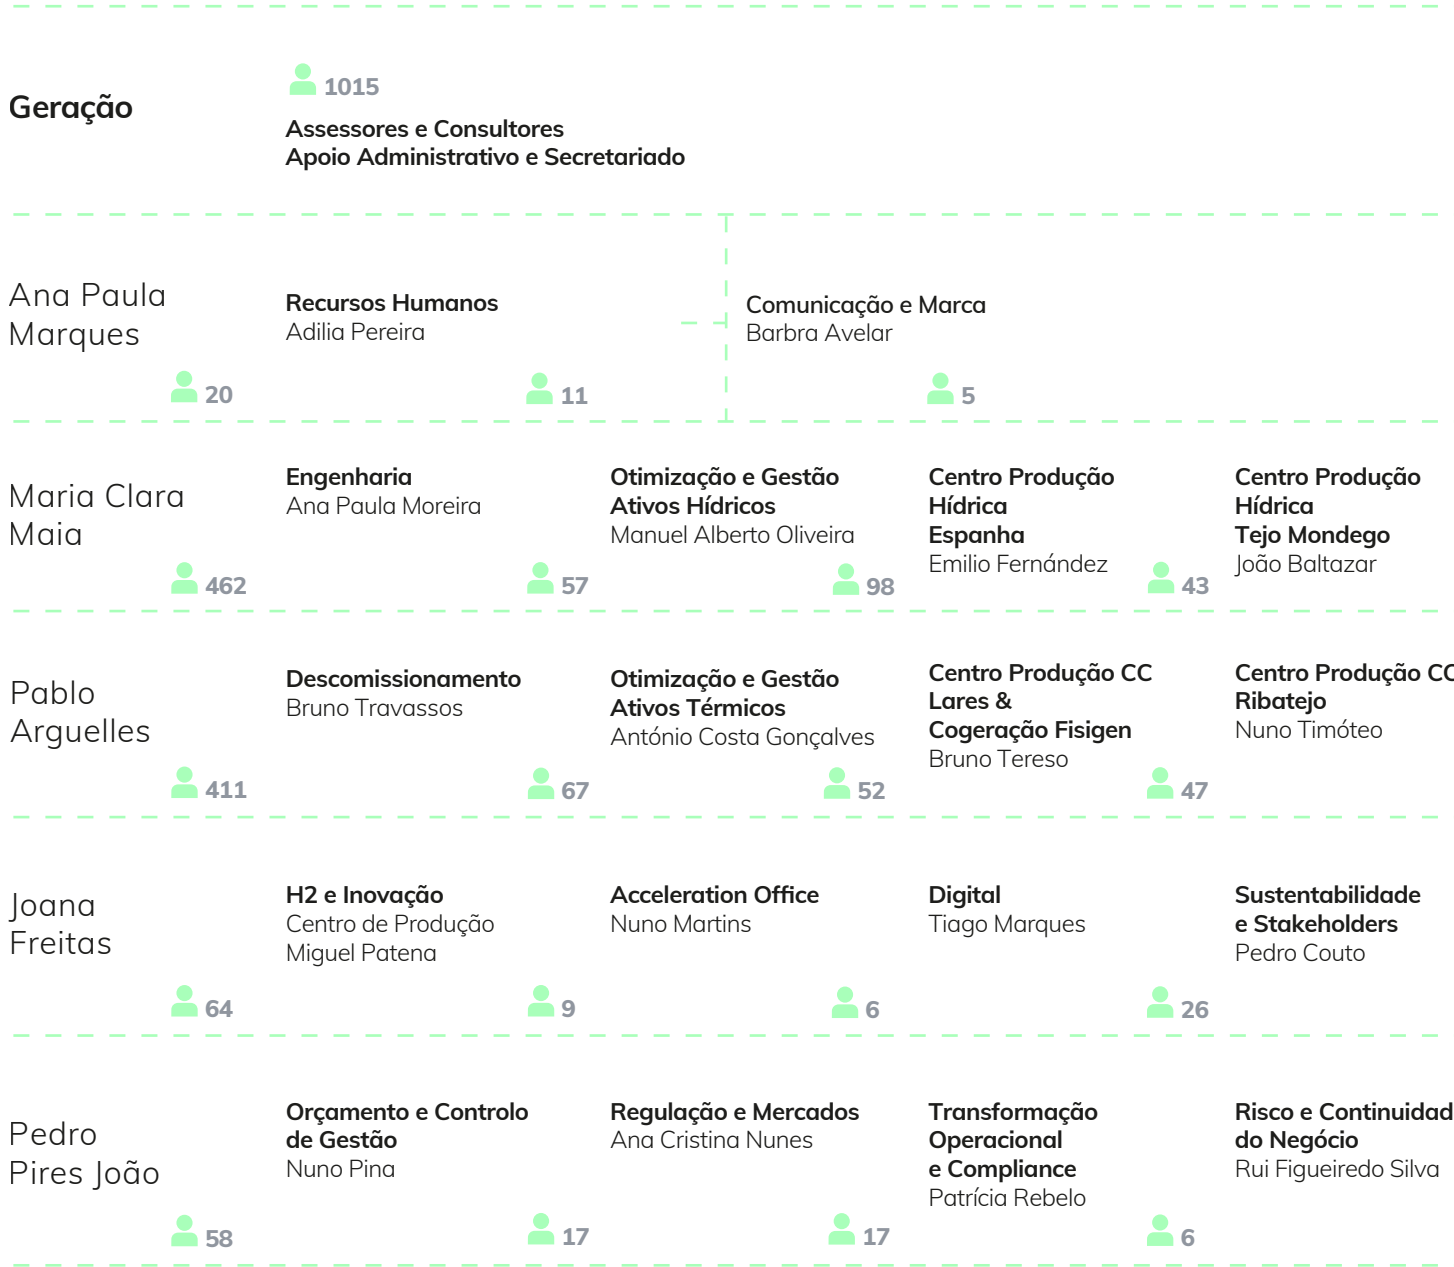 Geração
1015
Assessores e Consultores
Apoio Administrativo e Secretariado
Ana Paula
Marques
20
Recursos Humanos
Adilia Pereira
11
Comunicação e Marca
Barbra Avelar
5
Maria Clara
Maia
462
Engenharia
Ana Paula Moreira
57
Otimização e Gestão
Ativos Hídricos
Manuel Alberto Oliveira
98
Centro Produção
Hídrica
Espanha
Emilio Fernández
43
Centro Produção
Hídrica
Tejo Mondego
João Baltazar
Pablo
Arguelles
411
Descomissionamento
Bruno Travassos
67
Otimização e Gestão
Ativos Térmicos
António Costa Gonçalves
52
Centro Produção CC
Lares &
Cogeração Fisigen
Bruno Tereso
47
Centro Produção CC
Ribatejo
Nuno Timóteo
Joana
Freitas
64
H2 e Inovação
Centro de Produção
Miguel Patena
9
Acceleration Office
Nuno Martins
6
Digital
Tiago Marques
26
Sustentabilidade
e Stakeholders
Pedro Couto
Pedro
Pires João
58
Orçamento e Controlo
de Gestão
Nuno Pina
17
Regulação e Mercados
Ana Cristina Nunes
17
Transformação
Operacional
e Compliance
Patrícia Rebelo
6
Risco e Continuidad
do Negócio
Rui Figueiredo Silva